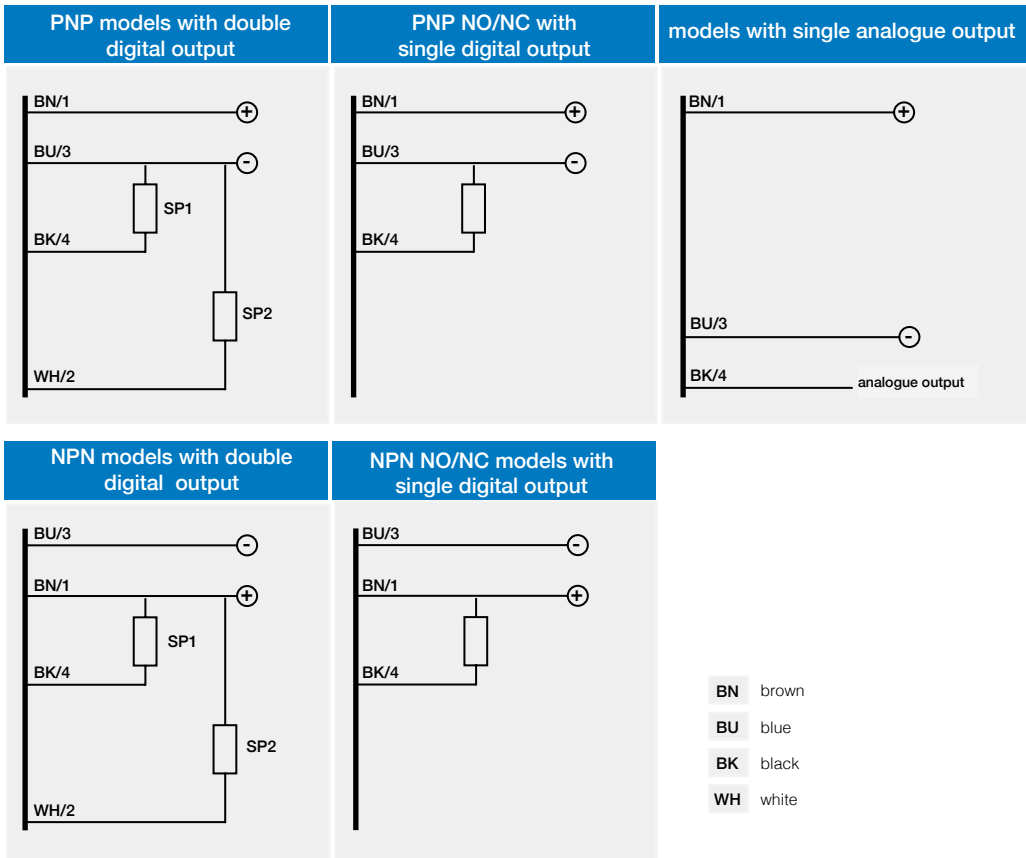 PNP models with double
digital output
BN/1
BU/3
SP1
BK/4
SP2
WH/2
PNP NO/NC with
single digital output
BN/1
BU/3
BK/4
models with single analogue output
BN/1
BU/3
BK/4
analogue output
NPN models with double
digital output
BU/3
BN/1
SP1
BK/4
SP2
WH/2
NPN NO/NC models with
single digital output
BU/3
BN/1
BK/4
BN brown
BU blue
BK black
WH white